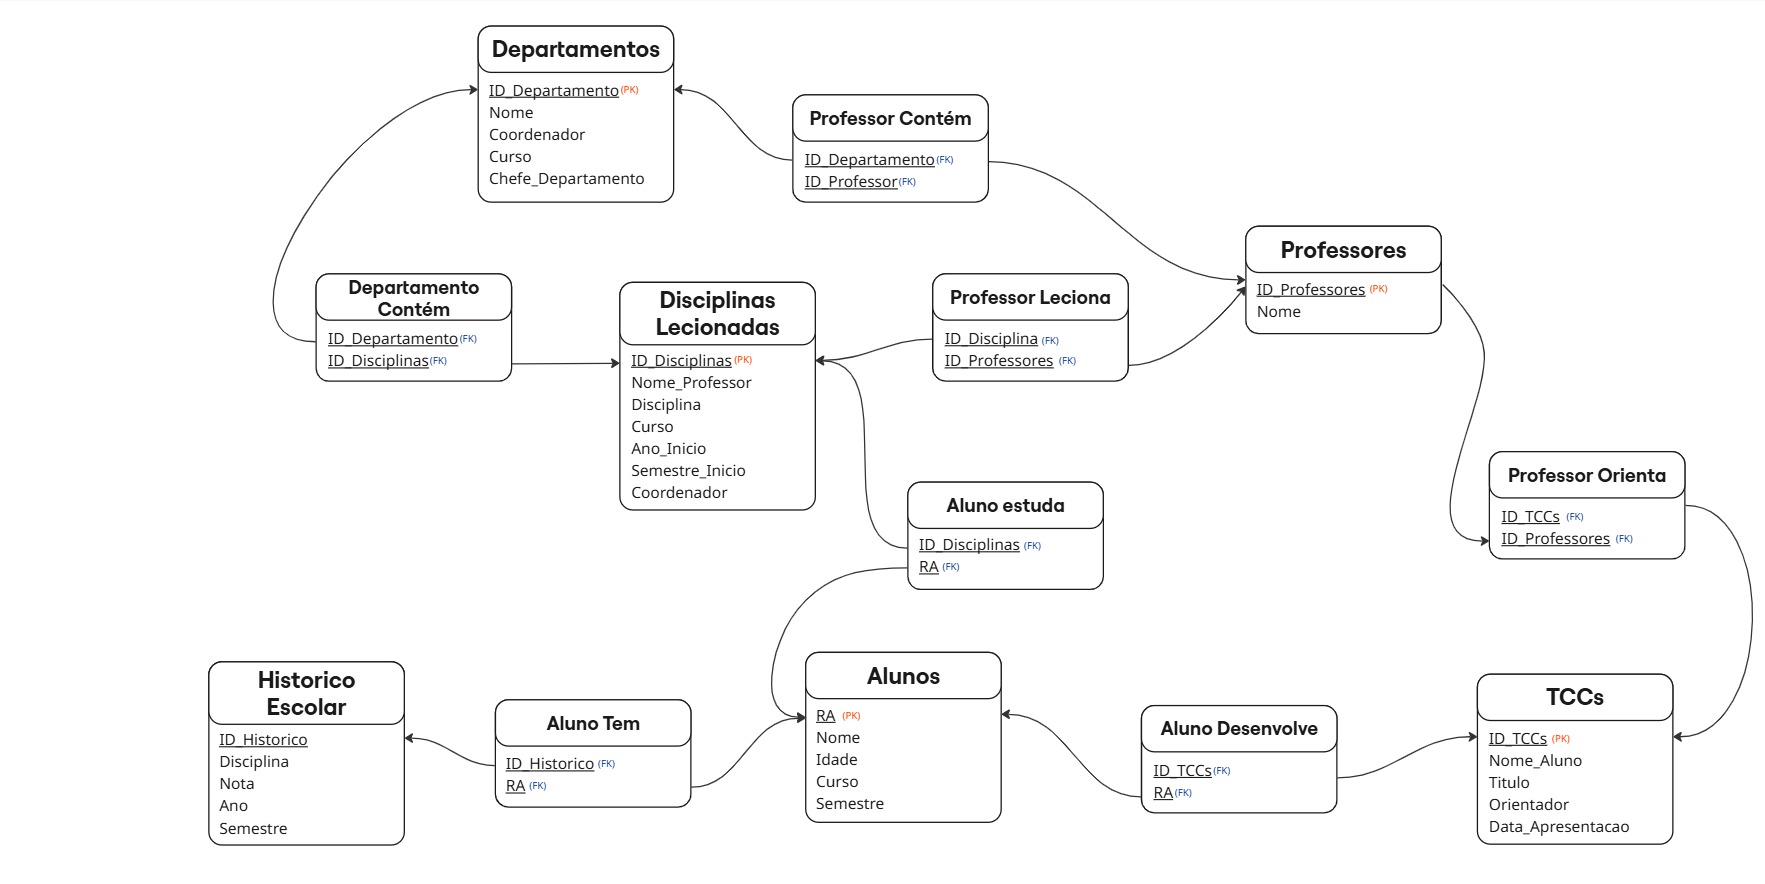 Departamentos
ID_Departamento(PK)
Nome
Coordenador
Curso
Chefe_Departamento
Professor Contém
ID_Departamento(FK)
ID_Professor(FK)
Professores
ID_Professores (PK)
Nome
Departamento
Contém
ID_Departamento(FK)
ID_Disciplinas(FK)
Disciplinas
Lecionadas
ID_Disciplinas (PK)
Nome_Professor
Disciplina
Curso
Ano_Inicio
Semestre_Inicio
Coordenador
Professor Leciona
ID_Disciplina (FK)
ID_Professores (FK)
Professor Orienta
ID_TCCs (FK)
ID_Professores (FK)
Aluno estuda
ID_Disciplinas (FK)
RA (FK)
Historico
Escolar
ID_Historico
Disciplina
Nota
Ano
Semestre
Aluno Tem
ID_Historico (FK)
RA (FK)
Alunos
RA (PK)
Nome
Idade
Curso
Semestre
Aluno Desenvolve
ID_TCCs(FK)
RA(FK)
TCCs
ID_TCCs (PK)
Nome_Aluno
Titulo
Orientador
Data_Apresentacao